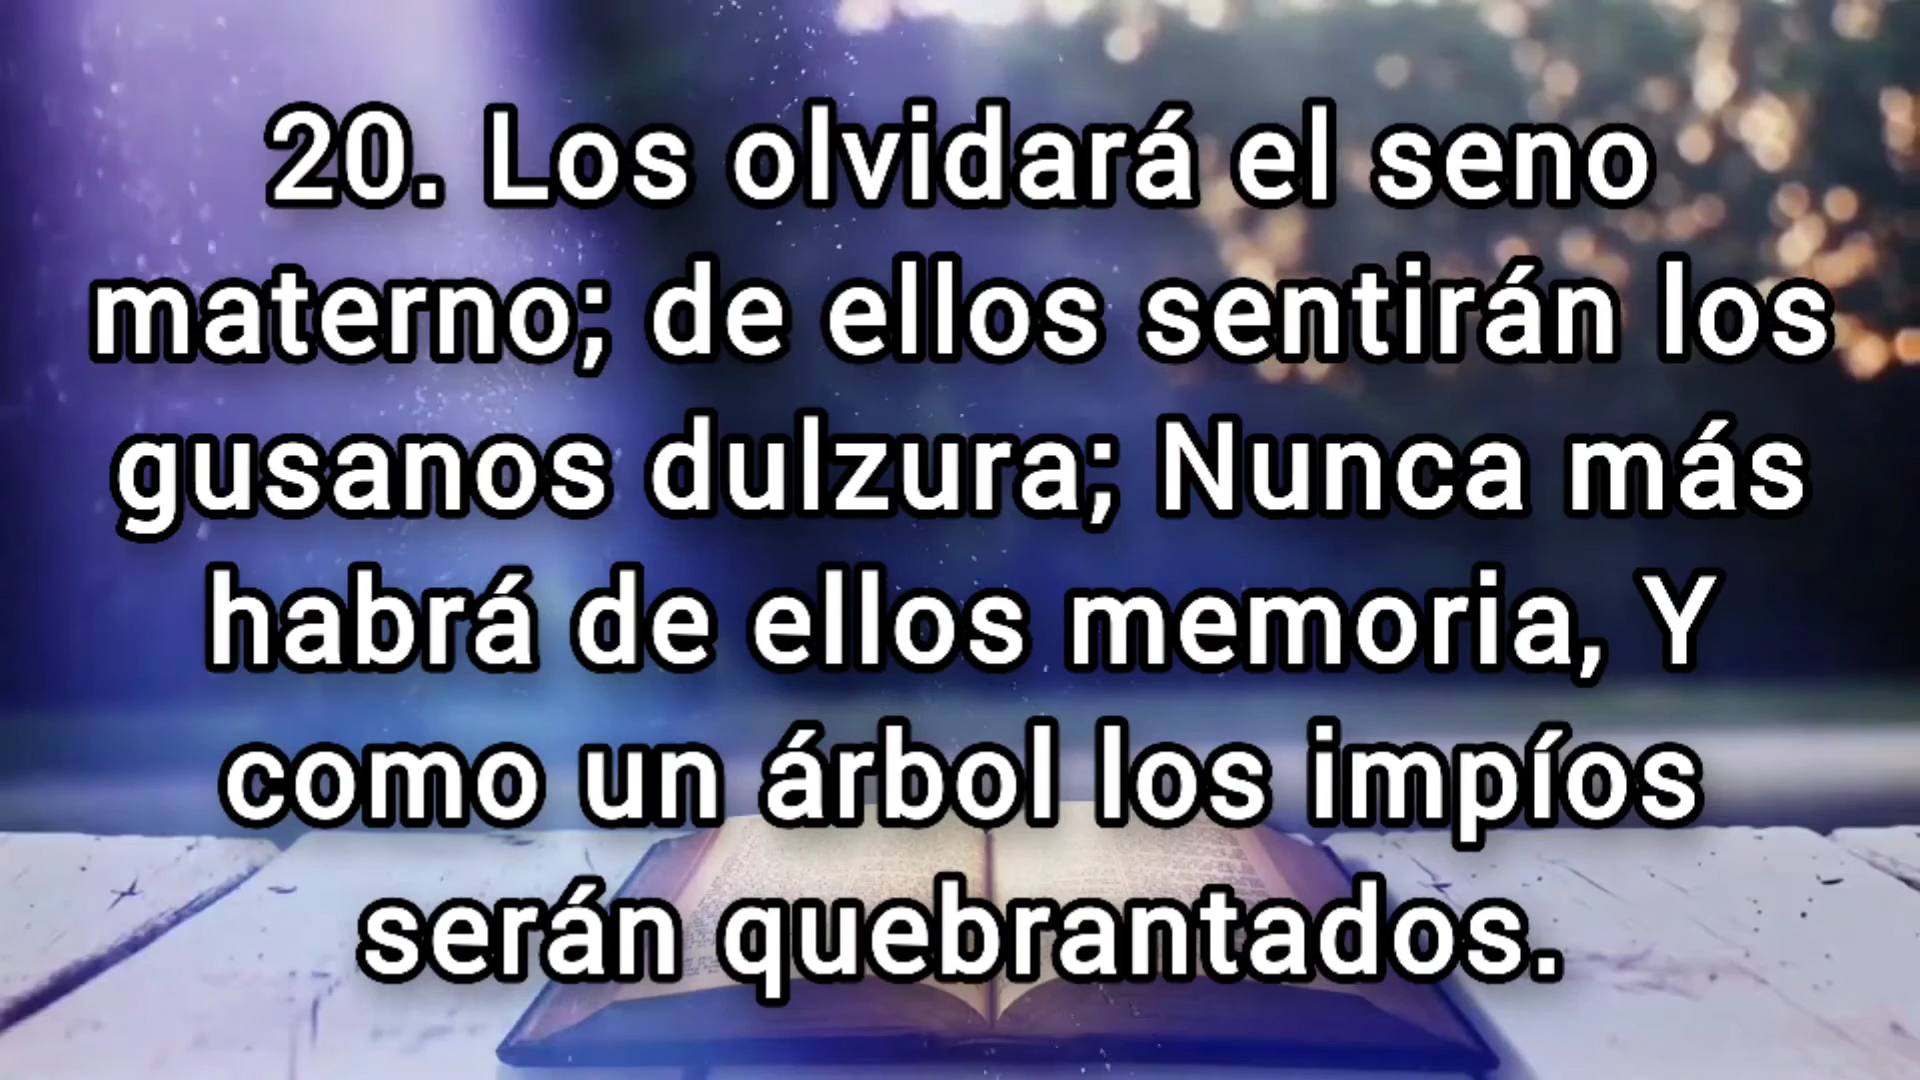 20. Los olvidará el seno
materno; de ellos sentirán los
gusanos dulzura; Nunca más
habrá de ellos memoria, Y
como un árbol los impíos
serán quebrantados.